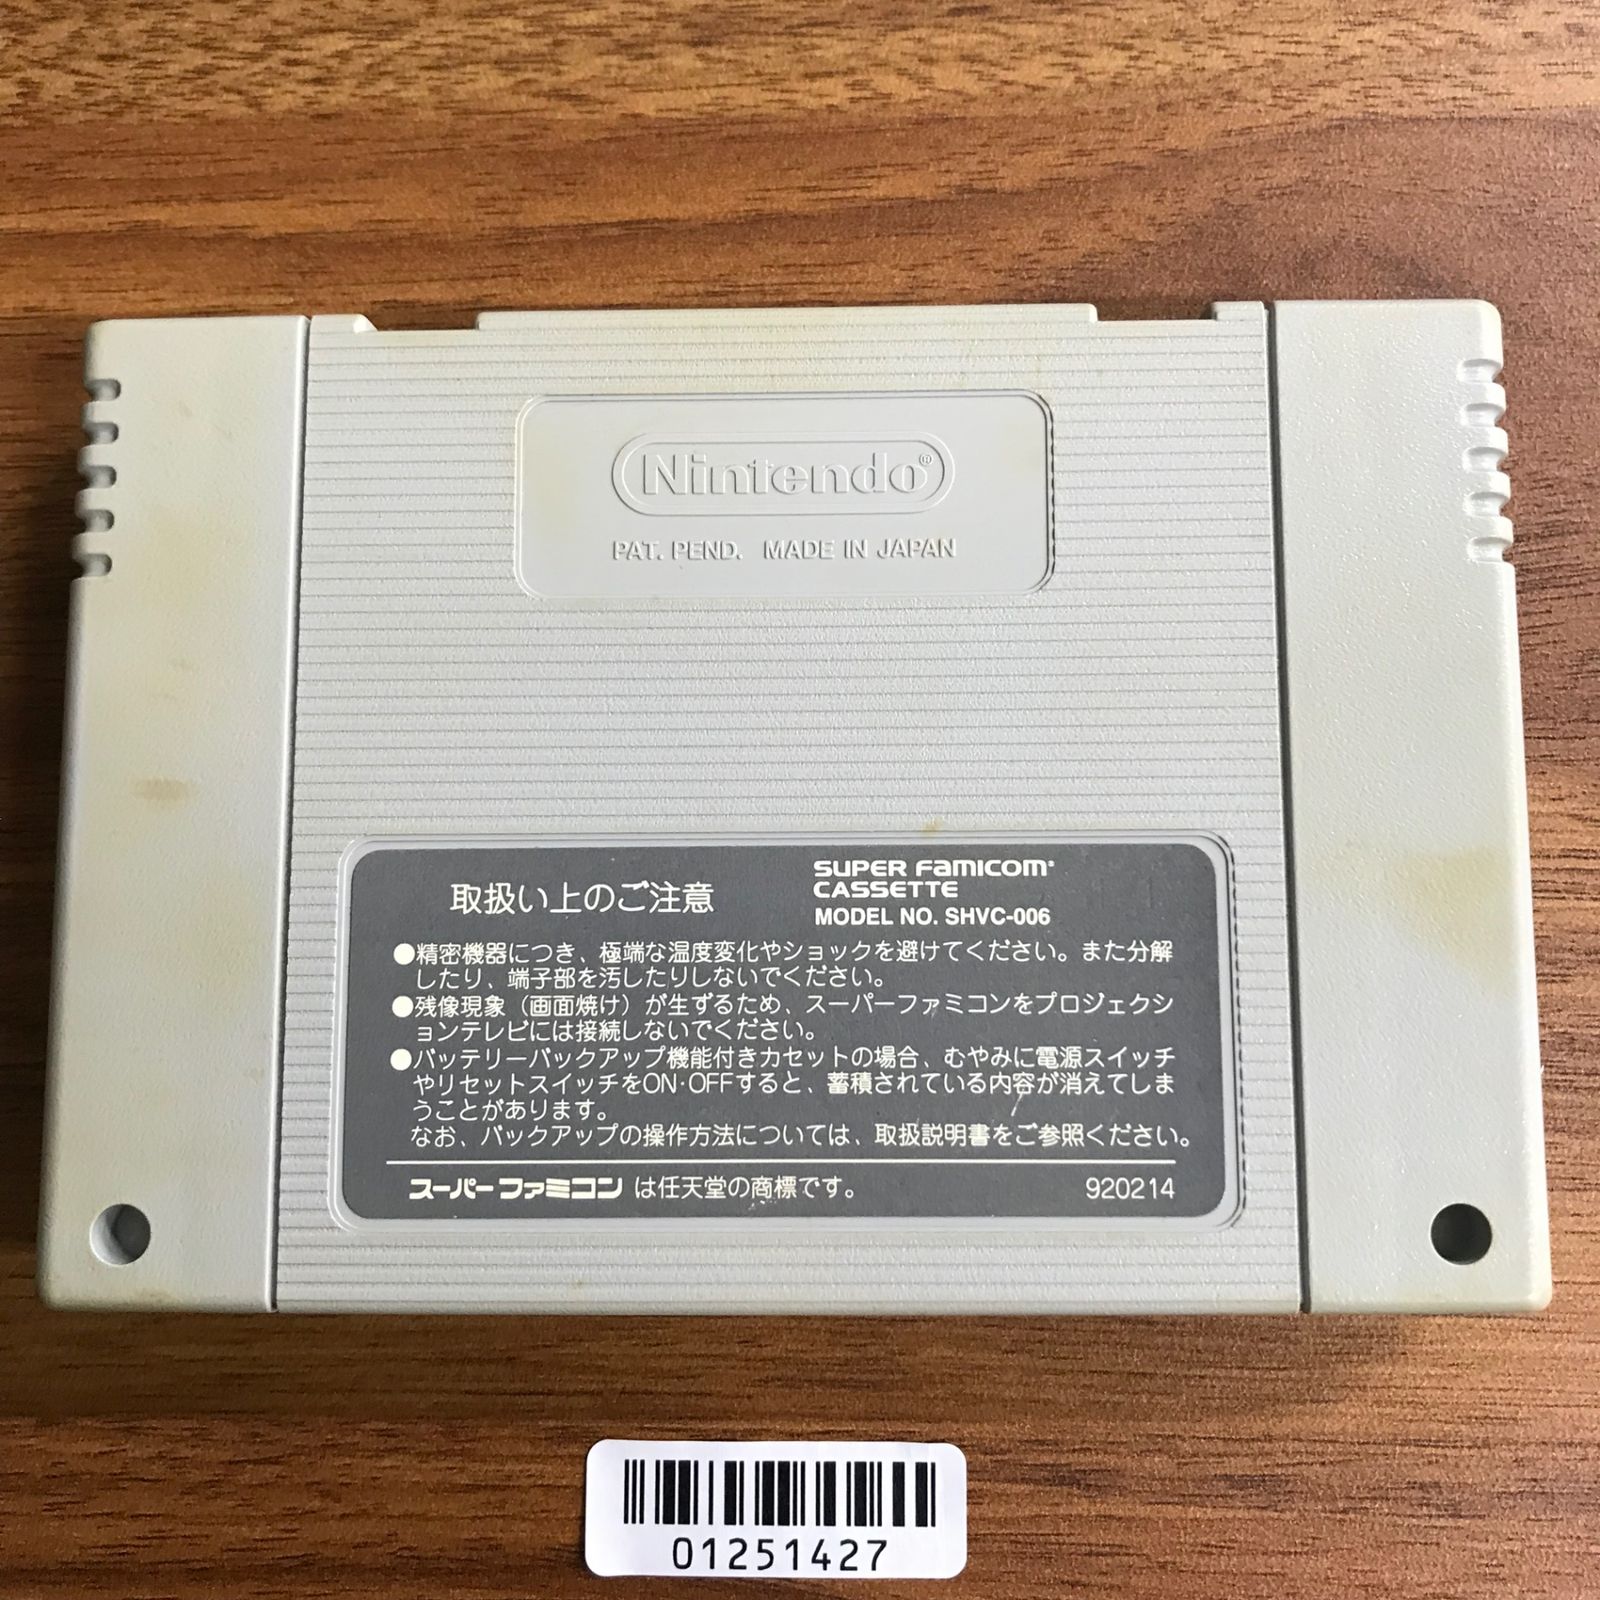 Nintendo®
PAT. PEND. MADE IN JAPAN
取扱い上のご注意
SUPER FAMICOM
CASSETTE
MODEL NO. SHVC-006
●精密機器につき、極端な温度変化やショックを避けてください。また分解
したり、端子部を汚したりしないでください。
●残像現象（画面焼け）が生ずるため、スーパーファミコンをプロジェクシ
ョンテレビには接続しないでください。
●バッテリーバックアップ機能付きカセットの場合、むやみに電源スイッチ
やリセットスイッチをON·OFFすると、蓄積されている内容が消えてしま
うことがあります。
なお、バックアップの操作方法については、取扱説明書をご参照ください。
スーパーファミコン は任天堂の商標です。
920214
01251427